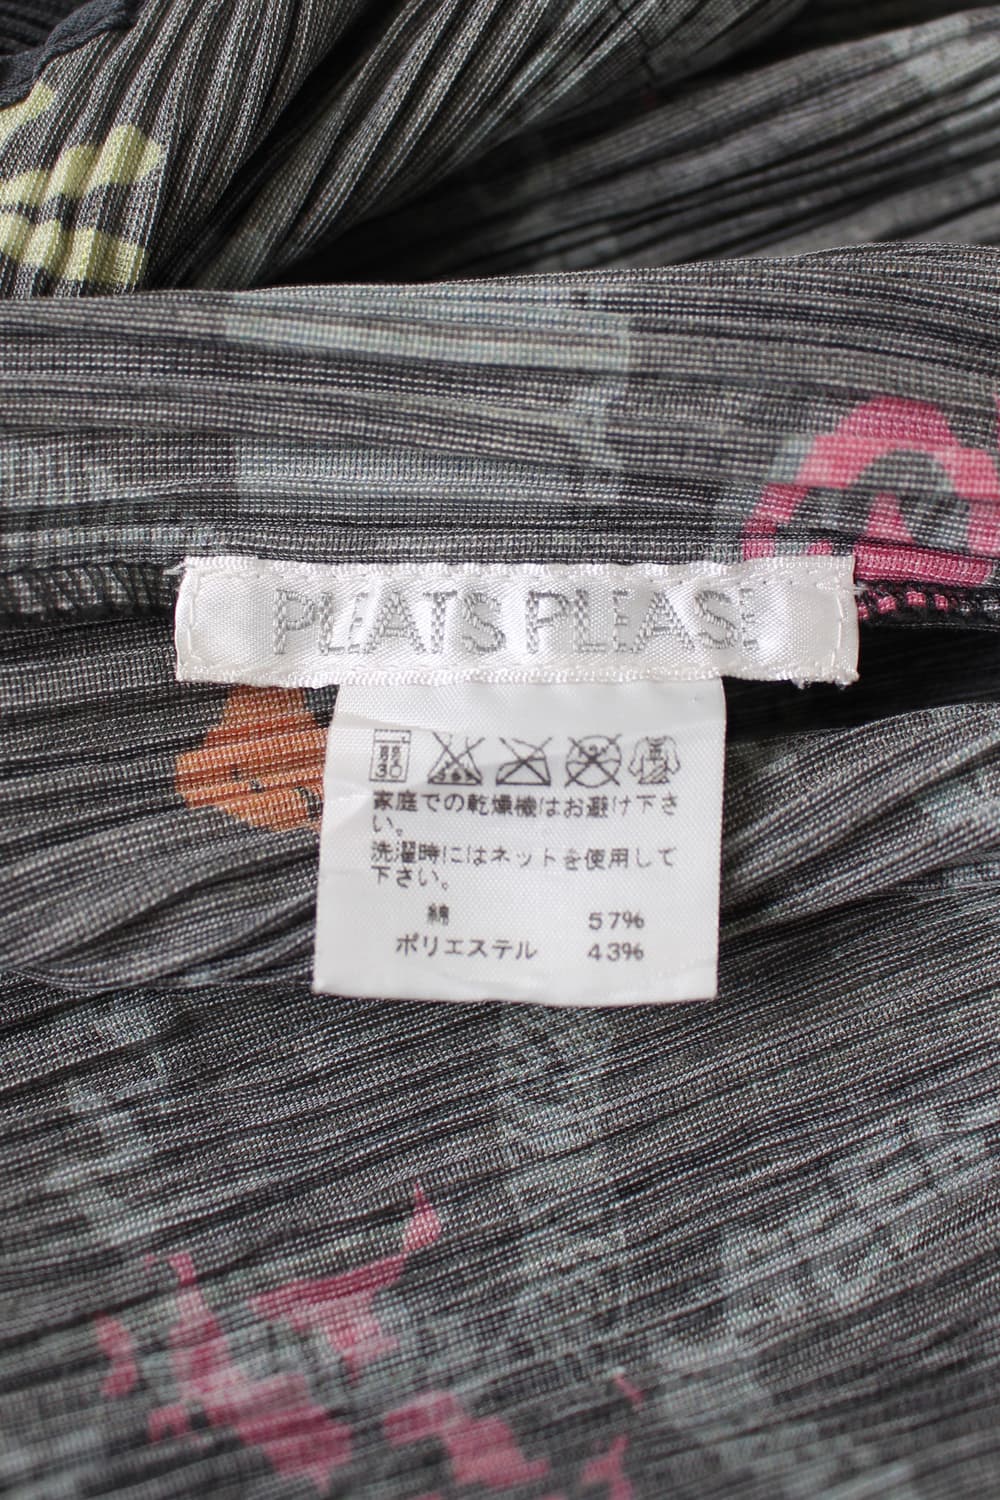 PLEATS PLEASE
弱
30
家庭での乾燥機はお避け下さ
い。
洗濯時にはネットを使用して
下さい。
綿 57%
ポリエステル 43%